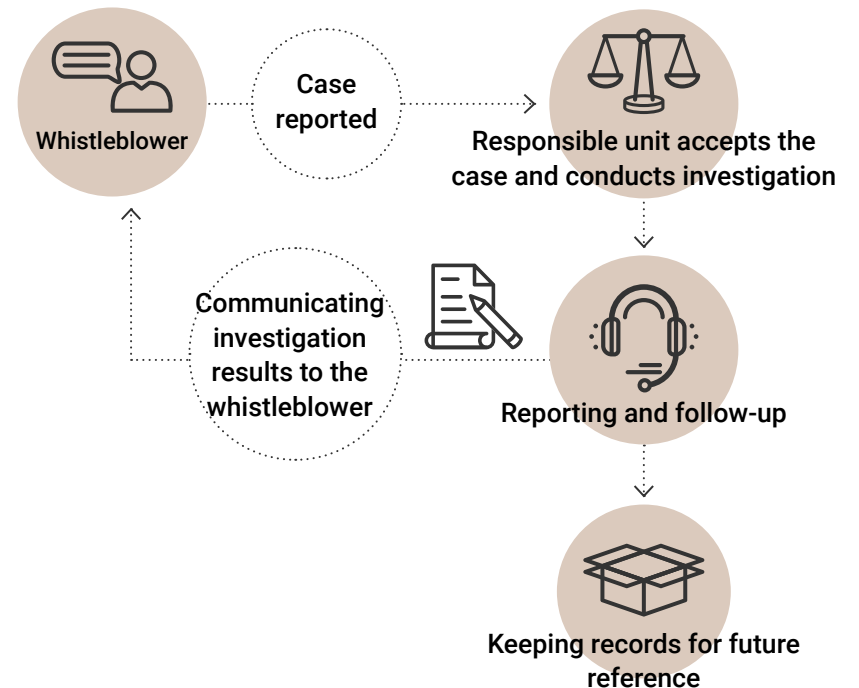 Whistleblower
Case
reported
Responsible unit accepts the
case and conducts investigation
Communicating
investigation
results to the
whistleblower
Reporting and follow-up
Keeping records for future
reference